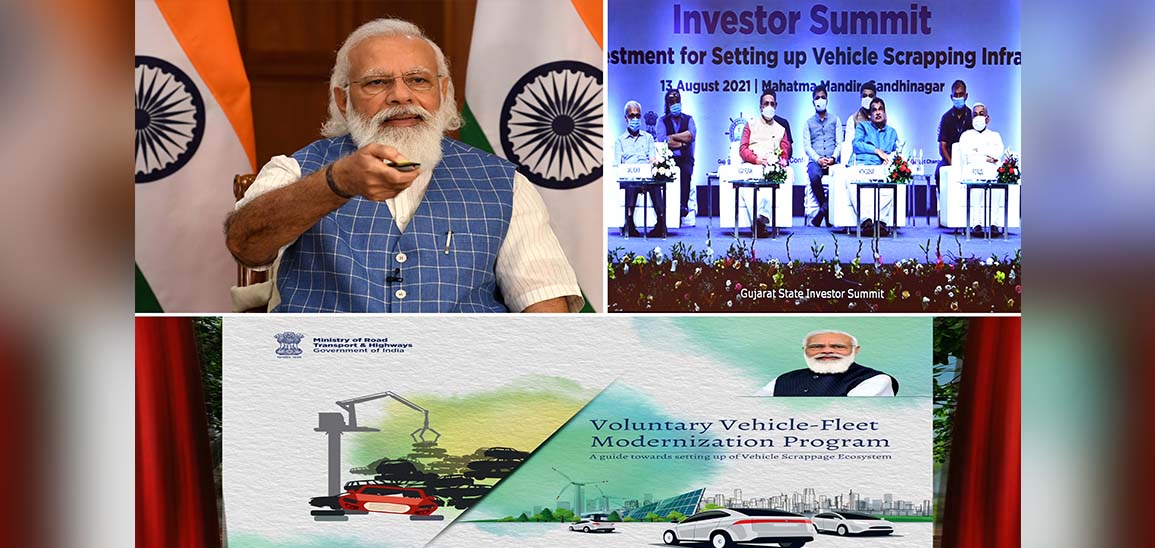 Investor Summit
estment for Setting up Vehicle Scrapping Infra
13 August 2021 | Mahatma Mandir Gandhinagar
Gujarat State Investor Summit
Ministry of Road
Transport & Highways
Government of India
Voluntary Vehicle-Fleet
Modernization Program
A guide towards setting up of Vehicle Scrappage Ecosystem